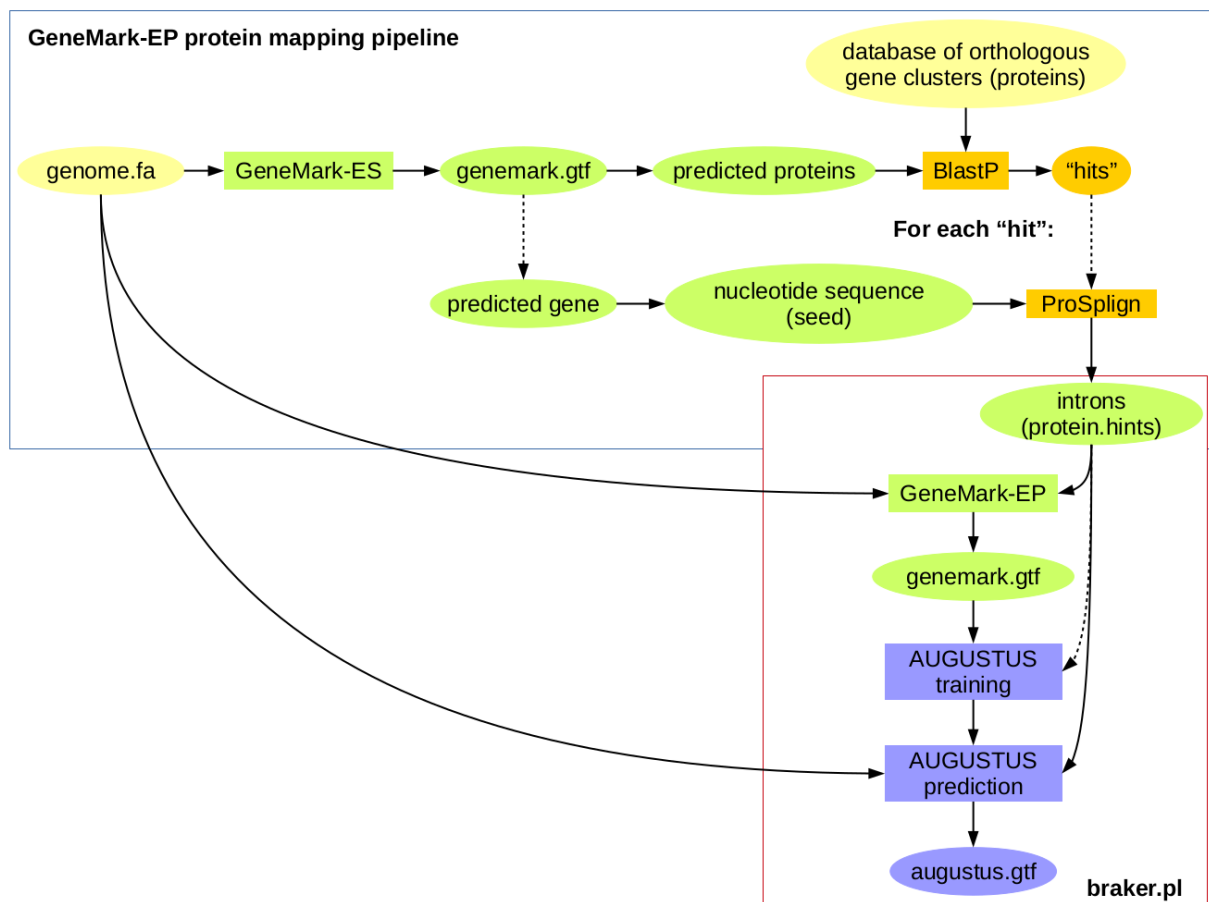 GeneMark-EP protein mapping pipeline
database of orthologous
gene clusters (proteins)
genome.fa
GeneMark-ES
genemark.gtf
predicted proteins
BlastP
“hits”
For each “hit”:
predicted gene
nucleotide sequence
(seed)
ProSplign
introns
(protein.hints)
GeneMark-EP
genemark.gtf
AUGUSTUS
training
AUGUSTUS
prediction
augustus.gtf
braker.pl